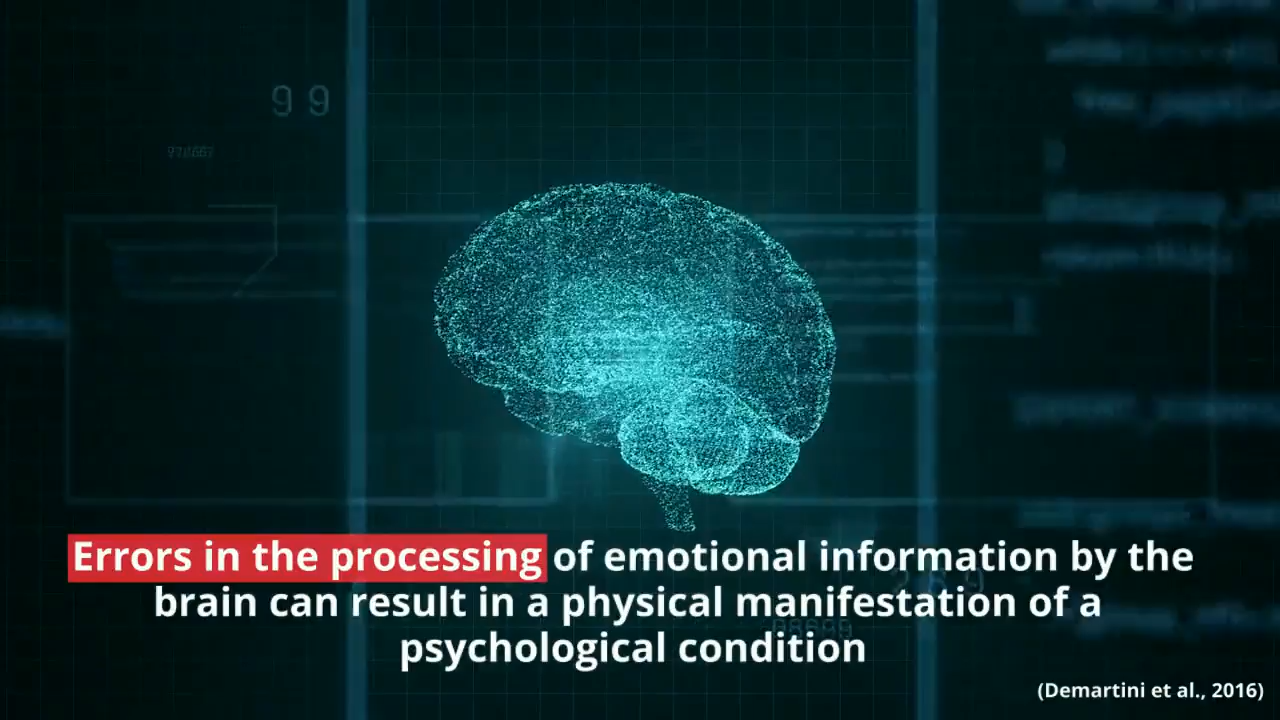 99
Errors in the processing of emotional information by the
brain can result in a physical manifestation of a
psychological condition
(Demartini et al., 2016)